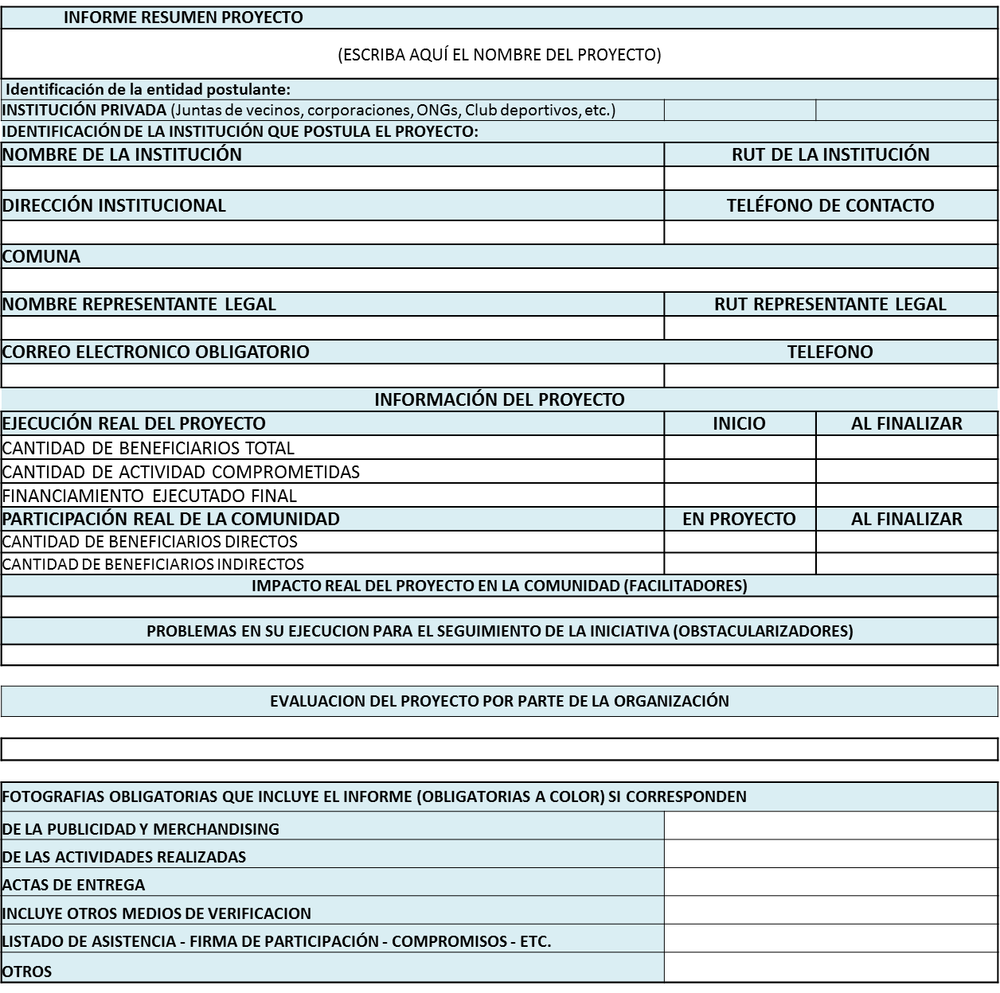 INFORME RESUMEN PROYECTO
(ESCRIBA AQUÍ EL NOMBRE DEL PROYECTO)
Identificación de la entidad postulante:
INSTITUCIÓN PRIVADA (Juntas de vecinos, corporaciones, ONGs, Club deportivos, etc.)
IDENTIFICACIÓN DE LA INSTITUCIÓN QUE POSTULA EL PROYECTO:
NOMBRE DE LA INSTITUCIÓN RUT DE LA INSTITUCIÓN
DIRECCIÓN INSTITUCIONAL TELÉFONO DE CONTACTO
COMUNA
NOMBRE REPRESENTANTE LEGAL RUT REPRESENTANTE LEGAL
CORREO ELECTRONICO OBLIGATORIO TELEFONO
INFORMACIÓN DEL PROYECTO
EJECUCIÓN REAL DEL PROYECTO INICIO AL FINALIZAR
CANTIDAD DE BENEFICIARIOS TOTAL
CANTIDAD DE ACTIVIDAD COMPROMETIDAS
FINANCIAMIENTO EJECUTADO FINAL
PARTICIPACIÓN REAL DE LA COMUNIDAD EN PROYECTO AL FINALIZAR
CANTIDAD DE BENEFICIARIOS DIRECTOS
CANTIDAD DE BENEFICIARIOS INDIRECTOS
IMPACTO REAL DEL PROYECTO EN LA COMUNIDAD (FACILITADORES)
PROBLEMAS EN SU EJECUCION PARA EL SEGUIMIENTO DE LA INICIATIVA (OBSTACULARIZADORES)
EVALUACION DEL PROYECTO POR PARTE DE LA ORGANIZACIÓN
FOTOGRAFIAS OBLIGATORIAS QUE INCLUYE EL INFORME (OBLIGATORIAS A COLOR) SI CORRESPONDEN
DE LA PUBLICIDAD Y MERCHANDISING
DE LAS ACTIVIDADES REALIZADAS
ACTAS DE ENTREGA
INCLUYE OTROS MEDIOS DE VERIFICACION
LISTADO DE ASISTENCIA - FIRMA DE PARTICIPACIÓN - COMPROMISOS - ETC.
OTROS